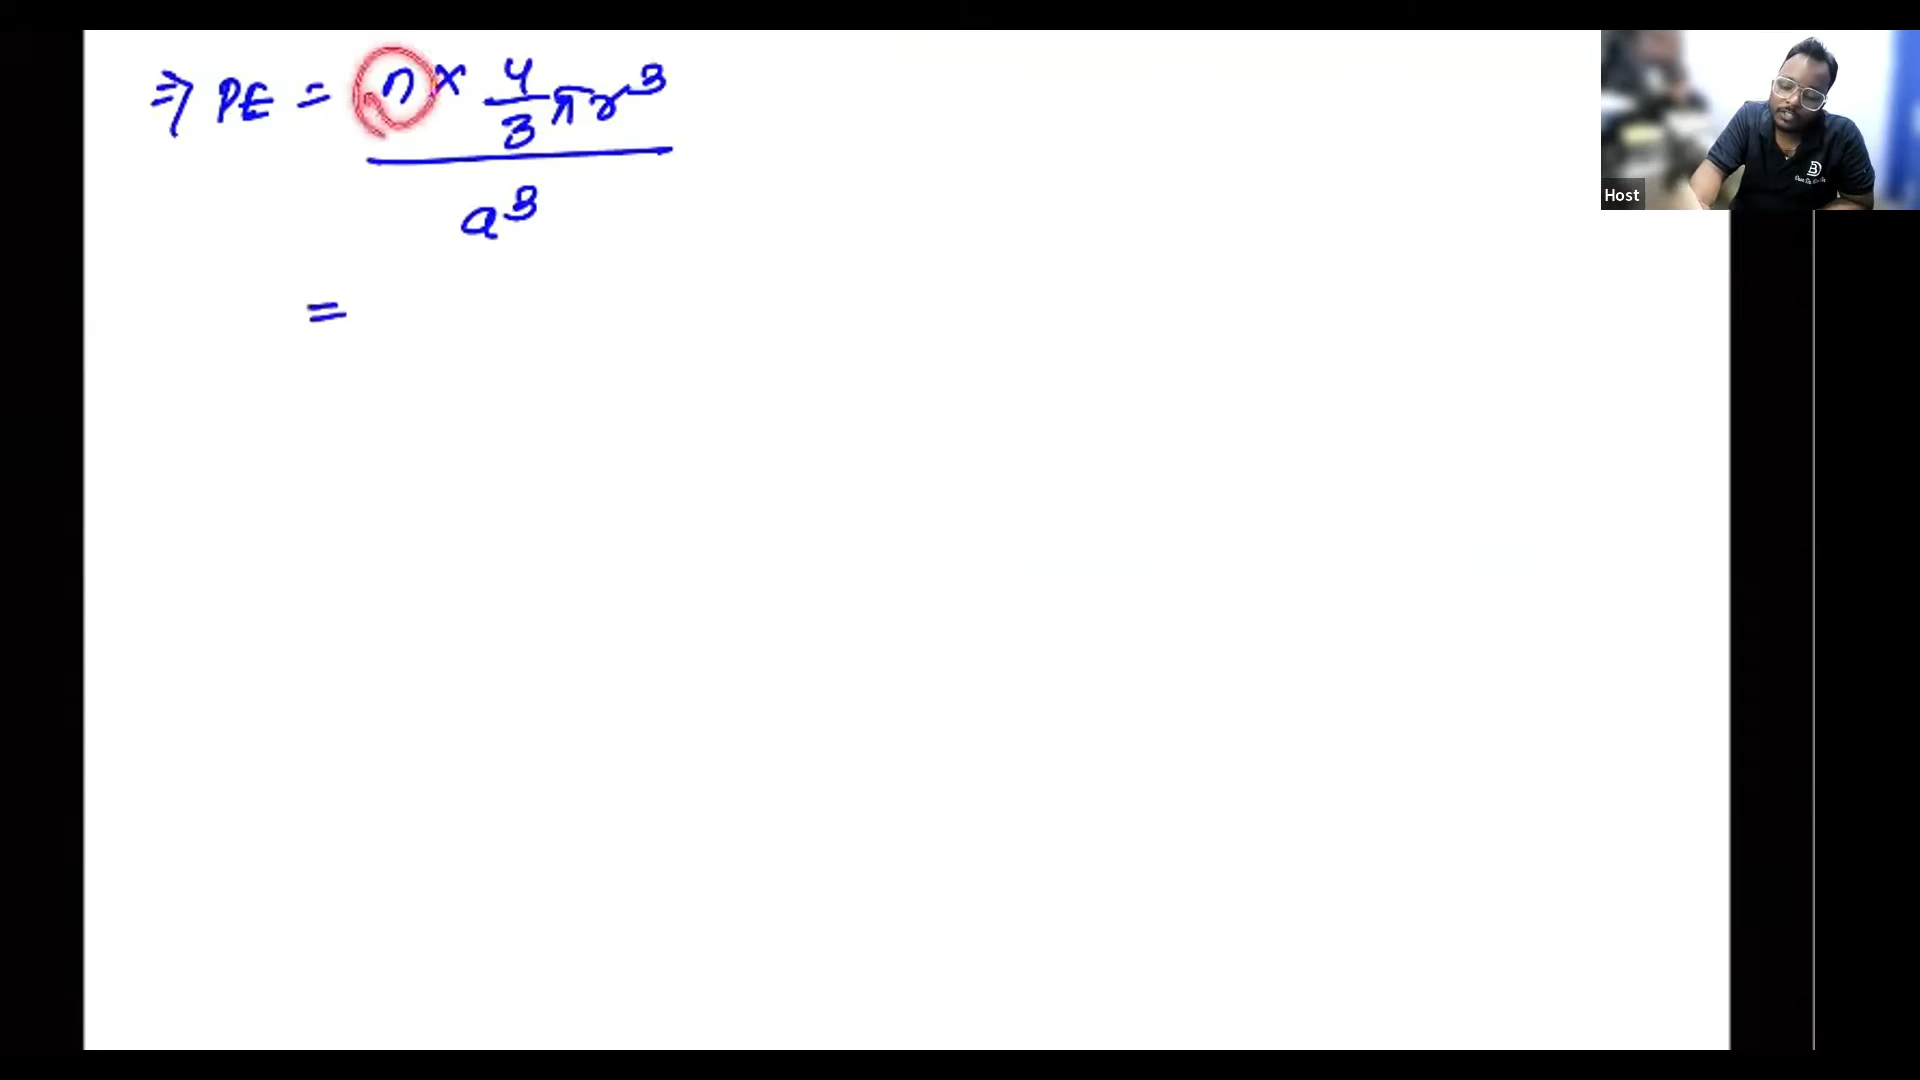 ⇒ PE = n × 4/3 πr³
a³
=
Host